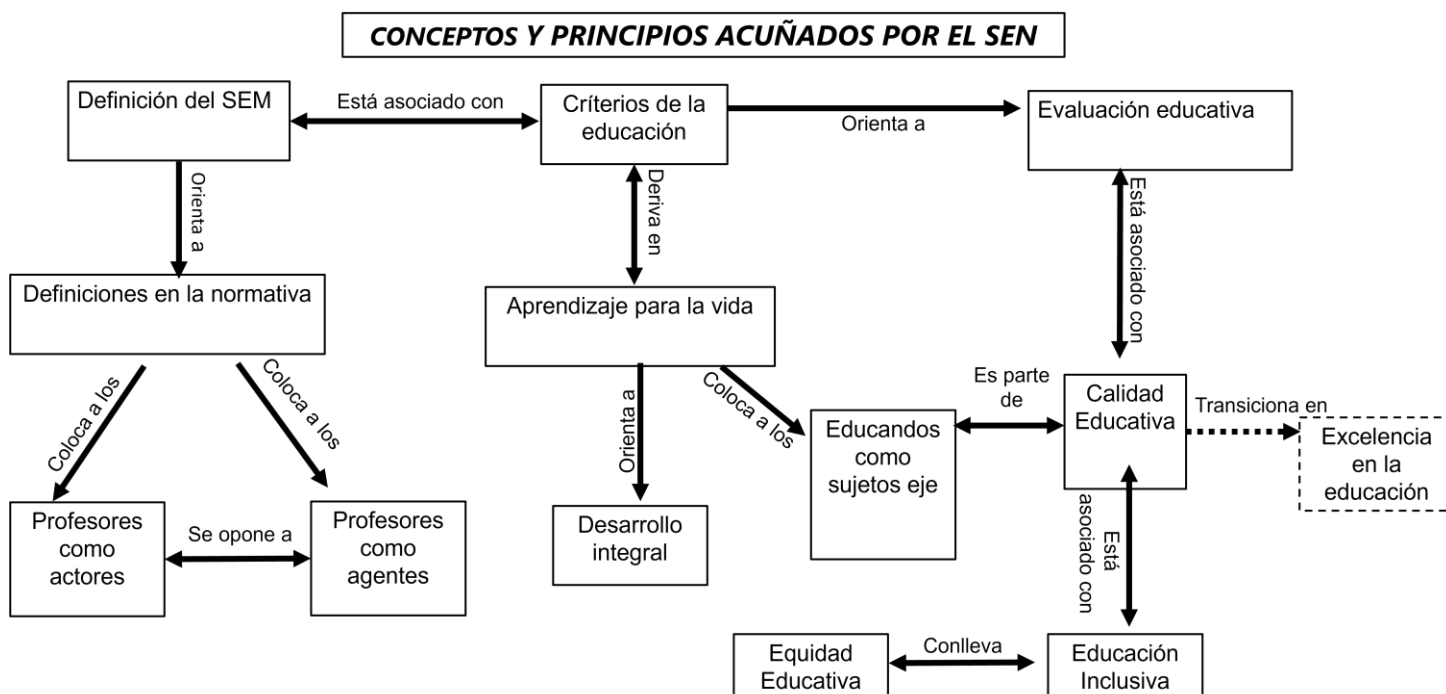 CONCEPTOS Y PRINCIPIOS ACUÑADOS POR EL SEN
Definición del SEM
Está asociado con
Críterios de la
educación
Orienta a
Evaluación educativa
Orienta a
Deriva en
Está asociado con
Definiciones en la normativa
Aprendizaje para la vida
Coloca a los
Coloca a los
Orienta a
Coloca a los
Es parte
de
Calidad
Educativa
Transiciona en
Excelencia
en la
educación
Educandos
como
sujetos eje
Profesores
como
actores
Se opone a
Profesores
como
agentes
Desarrollo
integral
Está
asociado con
Equidad
Educativa
Conlleva
Educación
Inclusiva